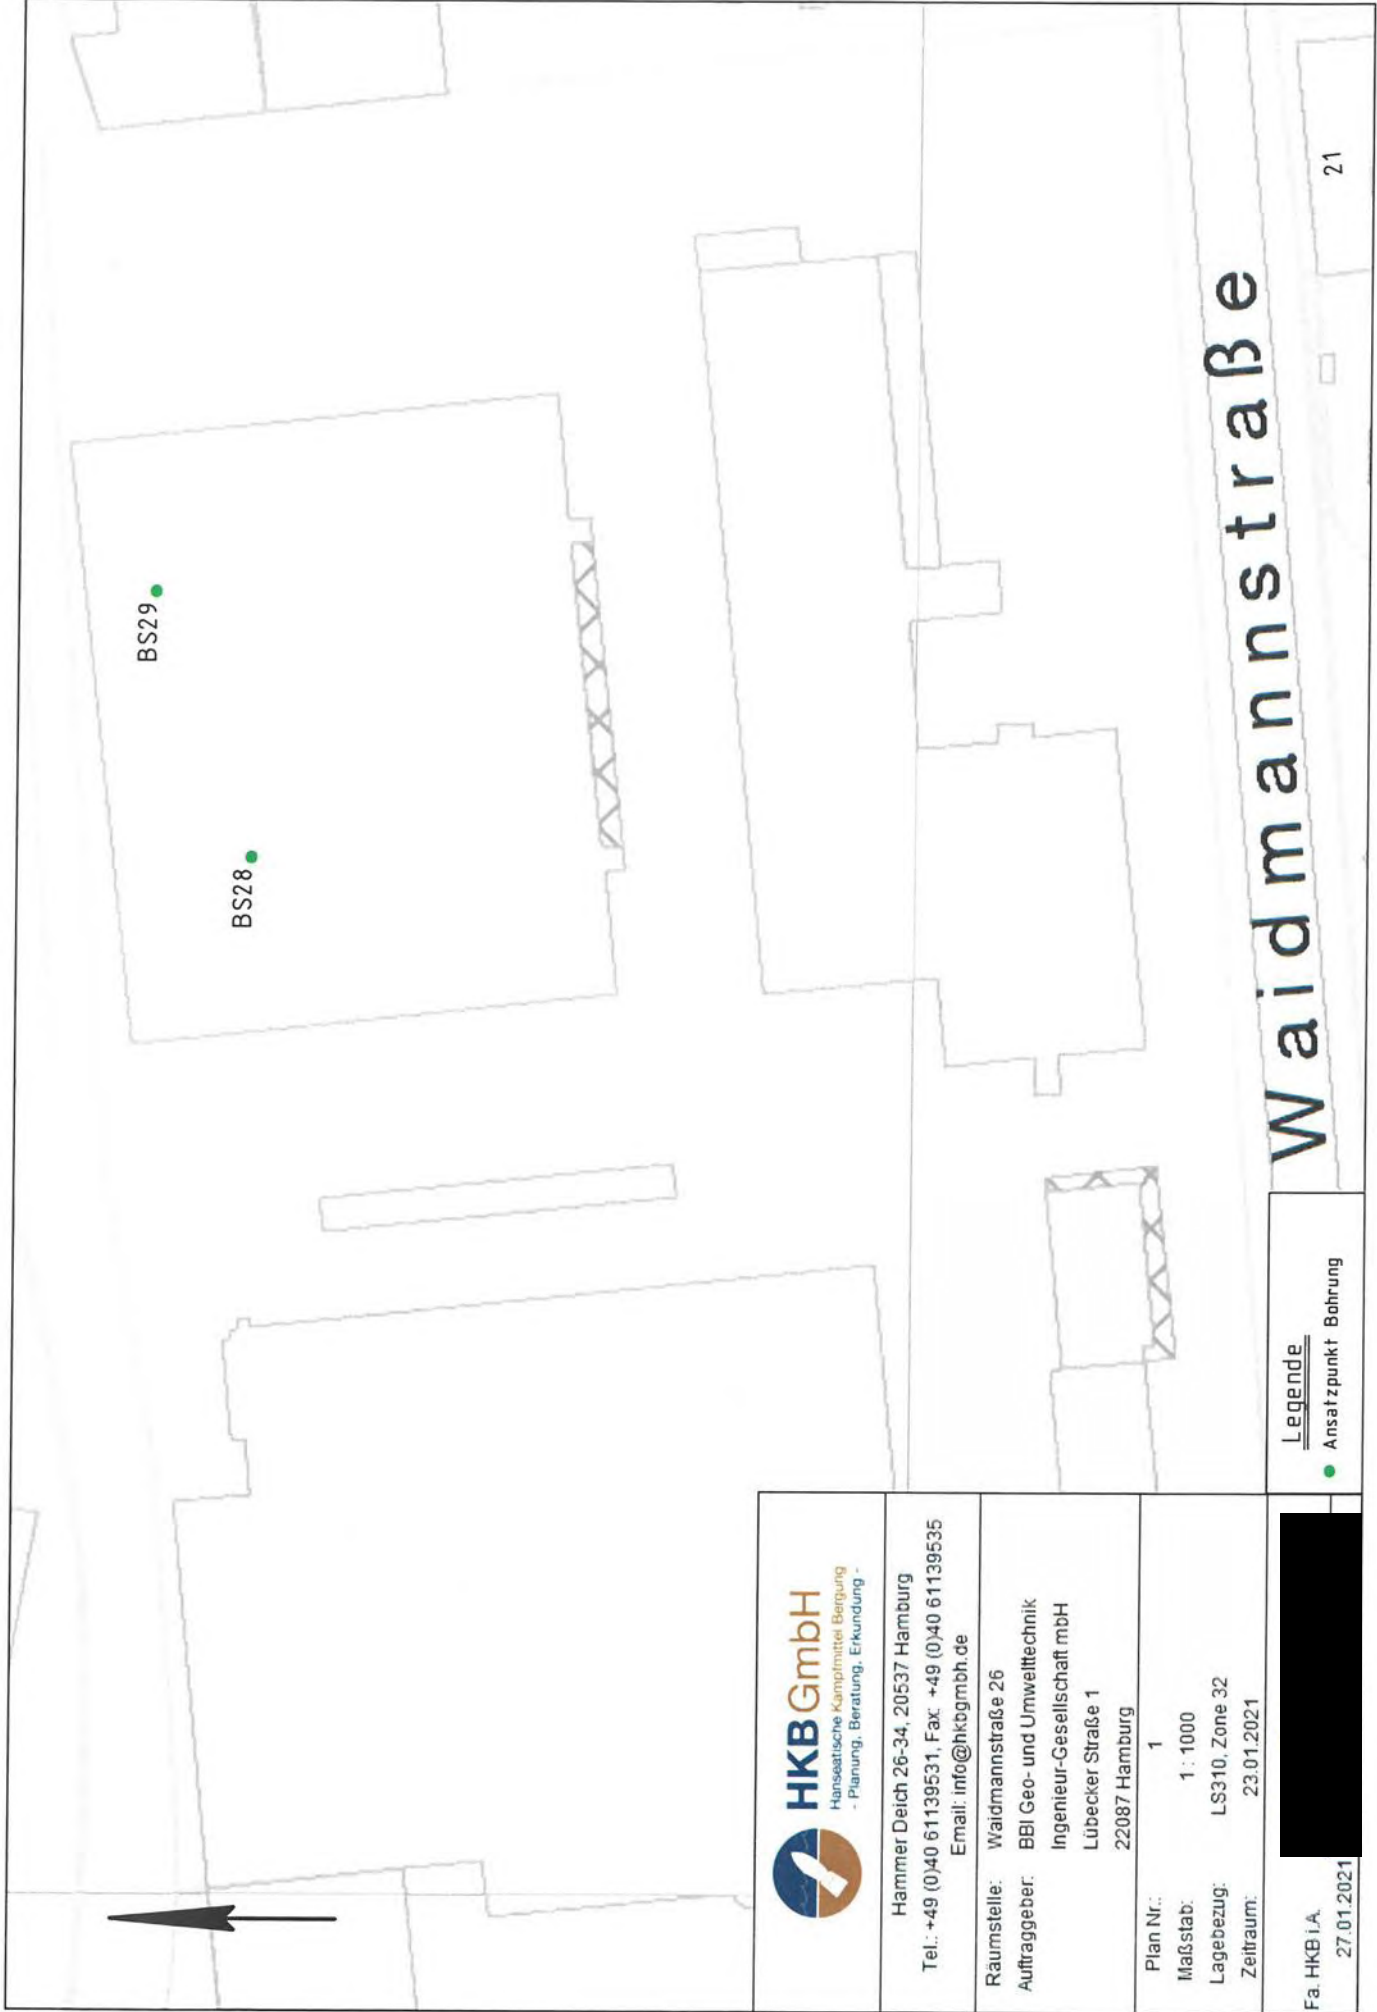 BS29
BS28
Waidmannstraße
21
HKB GmbH
Hanseatische Kampfmittel Bergung
- Planung, Beratung, Erkundung -
Hammer Deich 26-34, 20537 Hamburg
Tel.: +49 (0)40 61139531, Fax: +49 (0)40 61139535
Email: info@hkbgmbh.de
Räumstelle: Waidmannstraße 26
Auftraggeber: BBI Geo- und Umwelttechnik
Ingenieur-Gesellschaft mbH
Lübecker Straße 1
22087 Hamburg
Plan Nr.: 1
Maßstab: 1 : 1000
Lagebezug: LS310, Zone 32
Zeitraum: 23.01.2021
Fa. HKB i.A.
27.01.2021
Legende
Ansatzpunkt Bohrung